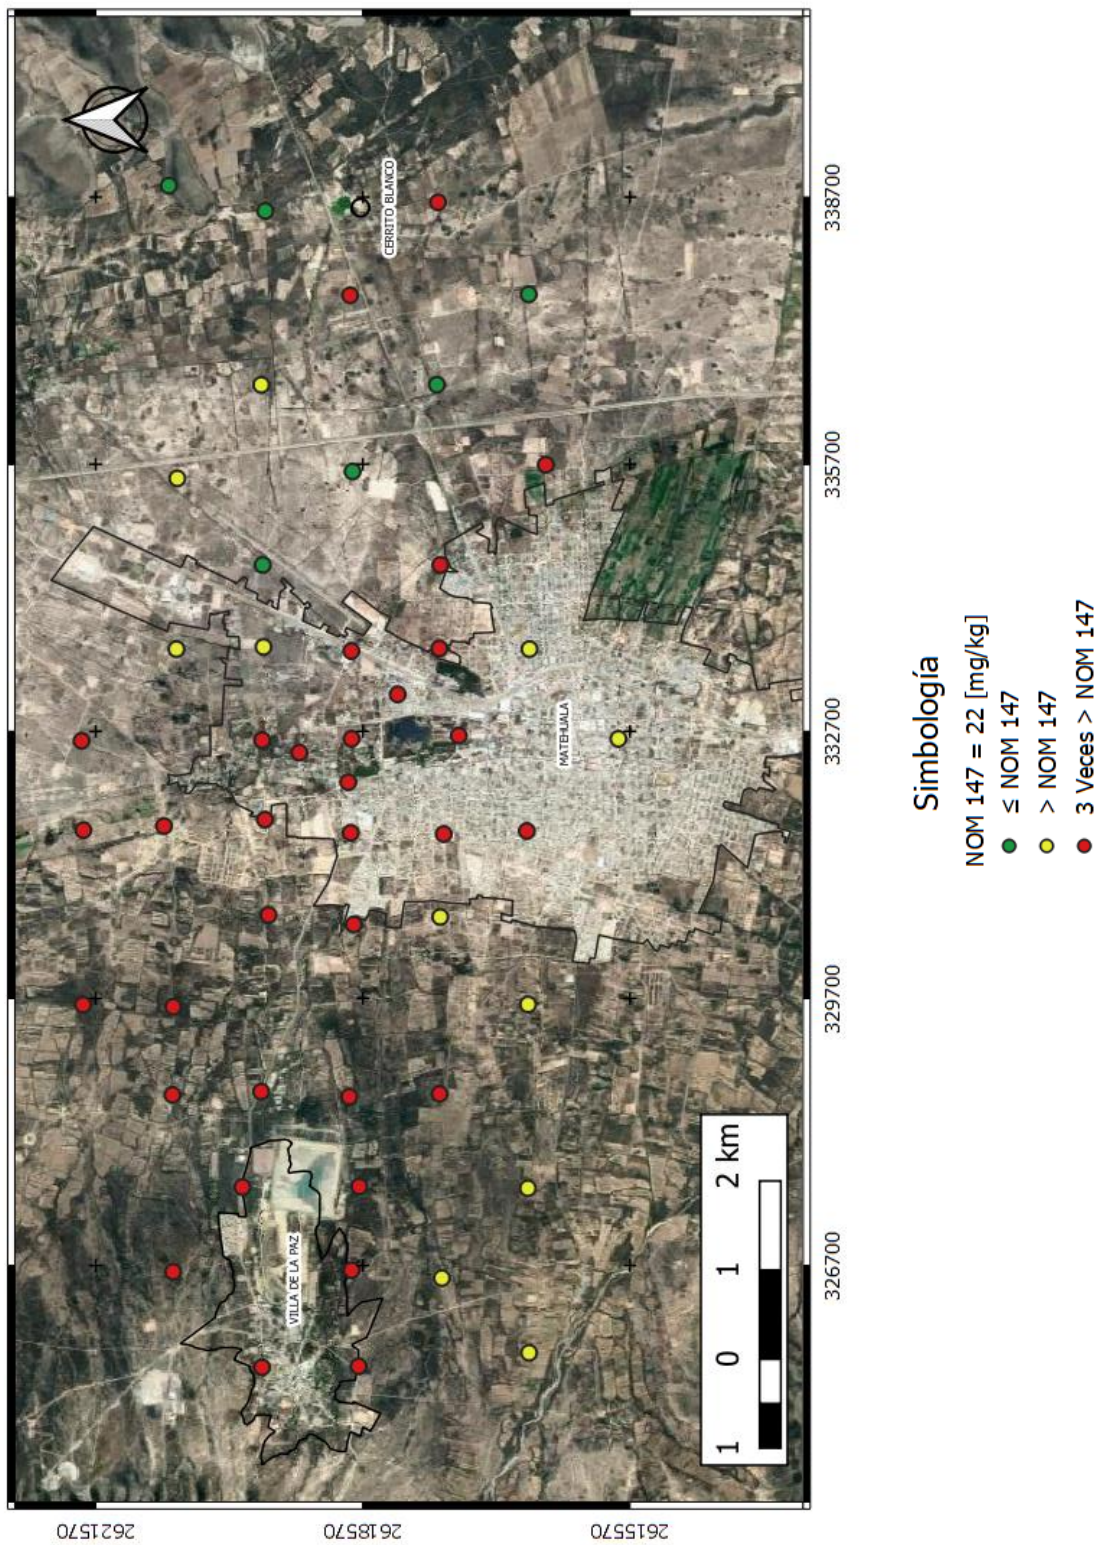 CERRITO BLANCO
MATEHUALA
VILLA DE LA PAZ
1 0 1 2 km
326700
329700
332700
335700
338700
2621570
2618570
2615570
Simbología
NOM 147 = 22 [mg/kg]
≤ NOM 147
> NOM 147
3 Veces > NOM 147